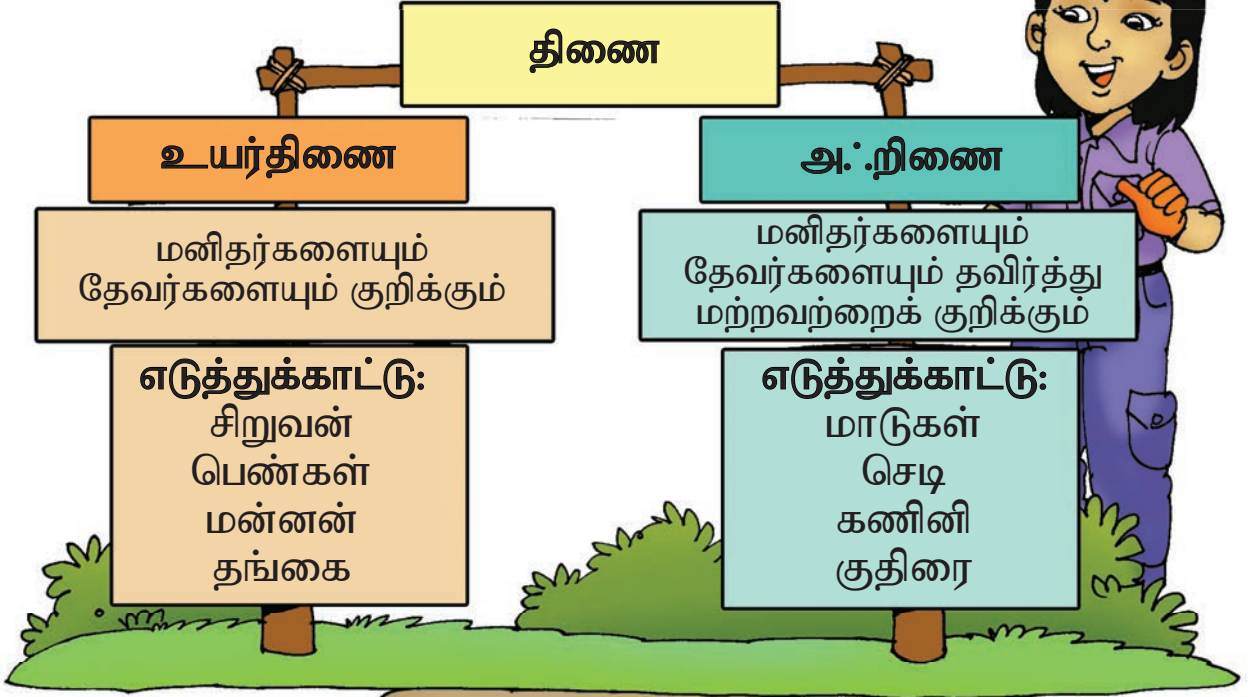 திணை
உயர்திணை
மனிதர்களையும்
தேவர்களையும் குறிக்கும்
எடுத்துக்காட்டு:
சிறுவன்
பெண்கள்
மன்னன்
தங்கை
அஃறிணை
மனிதர்களையும்
தேவர்களையும் தவிர்த்து
மற்றவற்றைக் குறிக்கும்
எடுத்துக்காட்டு:
மாடுகள்
செடி
கணினி
குதிரை